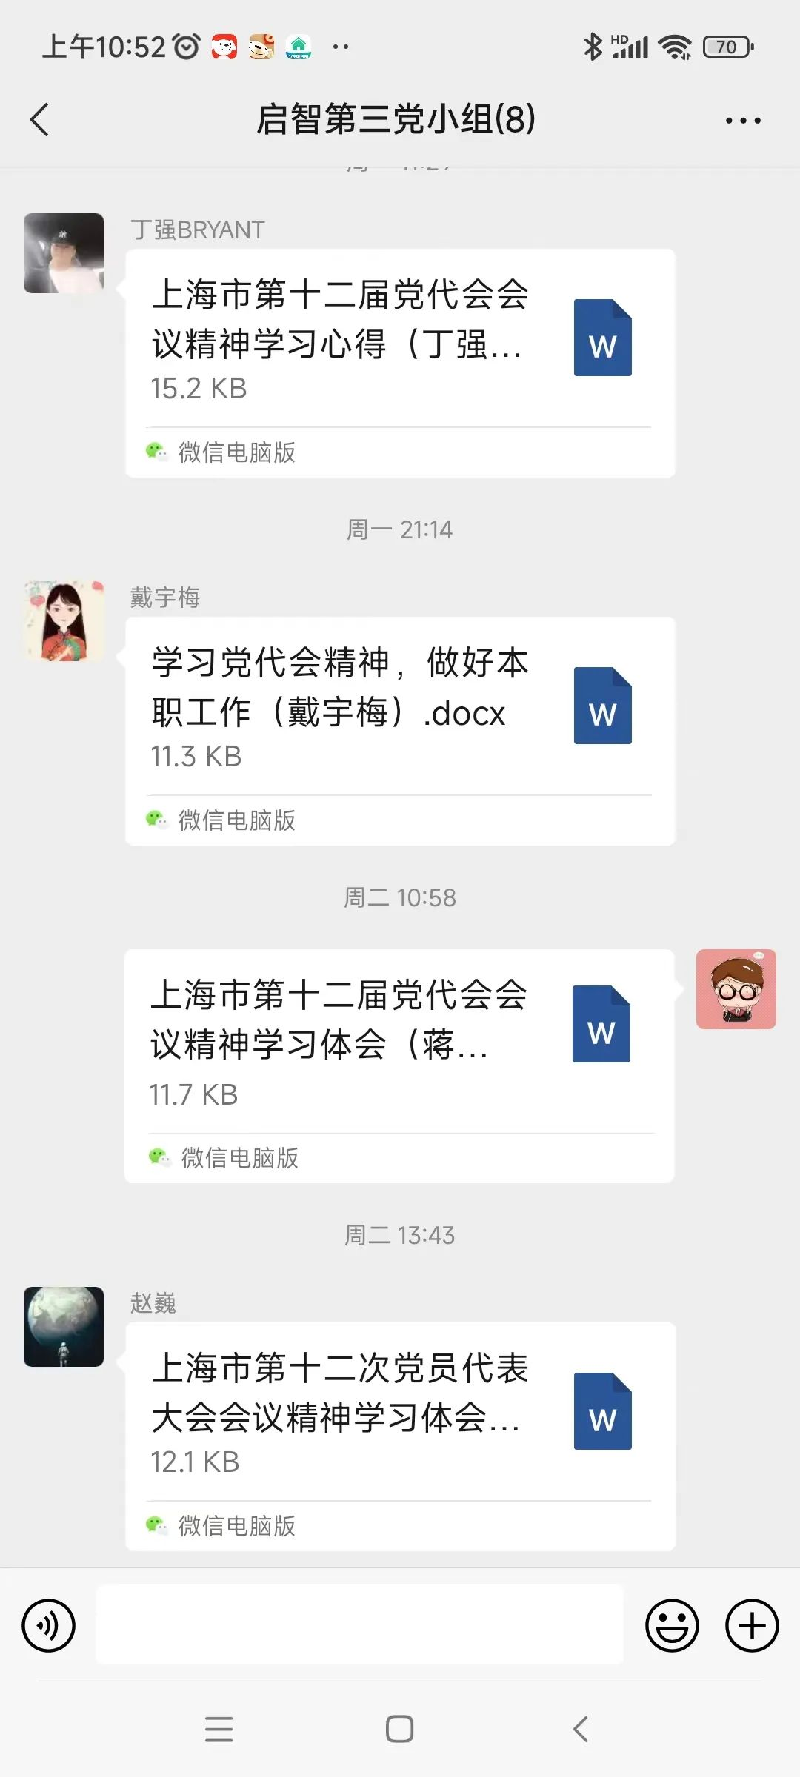 上午10:52
HD
70
启智第三党小组(8)
丁强BRYANT
上海市第十二届党代会会
议精神学习心得（丁强...
W
15.2 KB
微信电脑版
周一 21:14
戴宇梅
学习党代会精神，做好本
职工作（戴宇梅）.docx
W
11.3 KB
微信电脑版
周二 10:58
上海市第十二届党代会会
议精神学习体会（蒋...
W
11.7 KB
微信电脑版
周二 13:43
赵巍
上海市第十二次党员代表
大会会议精神学习体会...
W
12.1 KB
微信电脑版